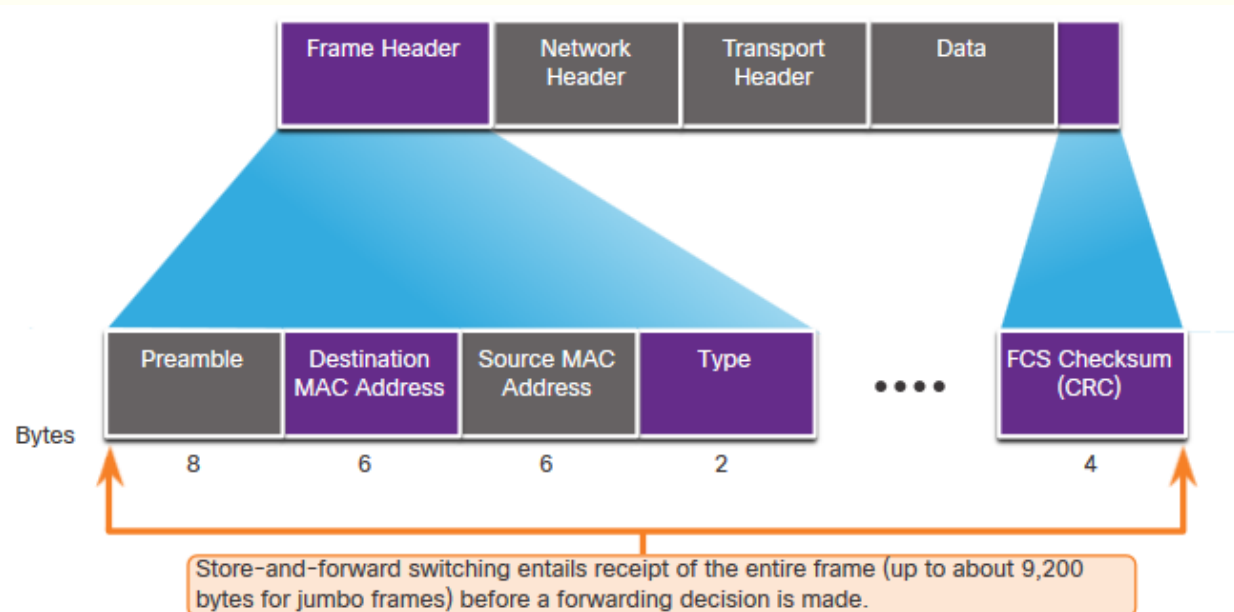 Frame Header
Network
Header
Transport
Header
Data
Preamble
Destination
MAC Address
Source MAC
Address
Type
FCS Checksum
(CRC)
Bytes
8
6
6
2
4
Store-and-forward switching entails receipt of the entire frame (up to about 9,200
bytes for jumbo frames) before a forwarding decision is made.